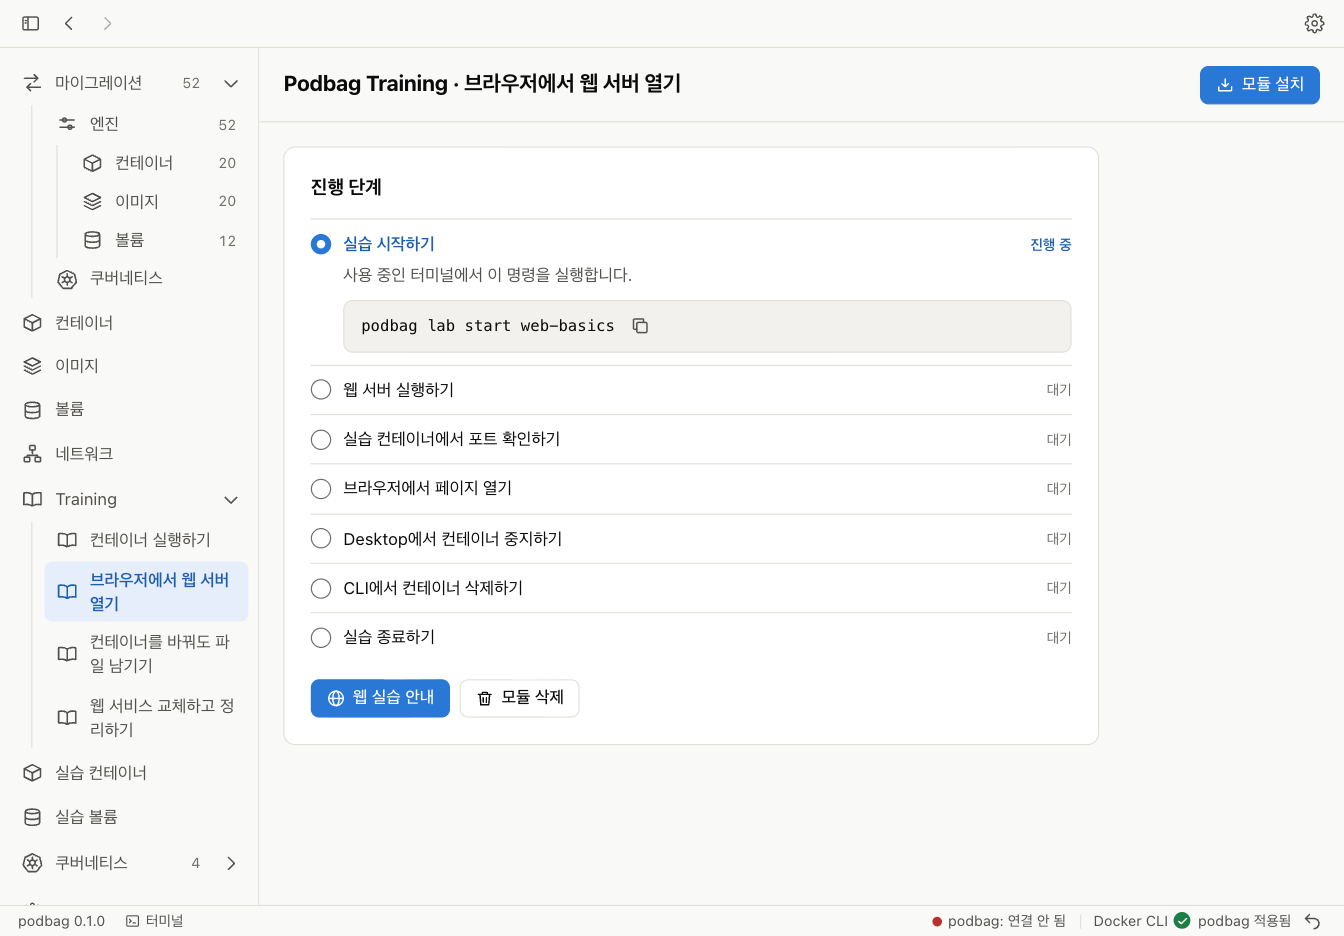 마이그레이션 52
엔진 52
컨테이너 20
이미지 20
볼륨 12
쿠버네티스
컨테이너
이미지
볼륨
네트워크
Training
컨테이너 실행하기
브라우저에서 웹 서버
열기
컨테이너를 바꿔도 파
일 남기기
웹 서비스 교체하고 정
리하기
실습 컨테이너
실습 볼륨
쿠버네티스 4
Podbag Training · 브라우저에서 웹 서버 열기
모듈 설치
진행 단계
실습 시작하기 진행 중
사용 중인 터미널에서 이 명령을 실행합니다.
podbag lab start web-basics
웹 서버 실행하기 대기
실습 컨테이너에서 포트 확인하기 대기
브라우저에서 페이지 열기 대기
Desktop에서 컨테이너 중지하기 대기
CLI에서 컨테이너 삭제하기 대기
실습 종료하기 대기
웹 실습 안내 모듈 삭제
podbag 0.1.0 터미널 podbag: 연결 안 됨 Docker CLI podbag 적용됨